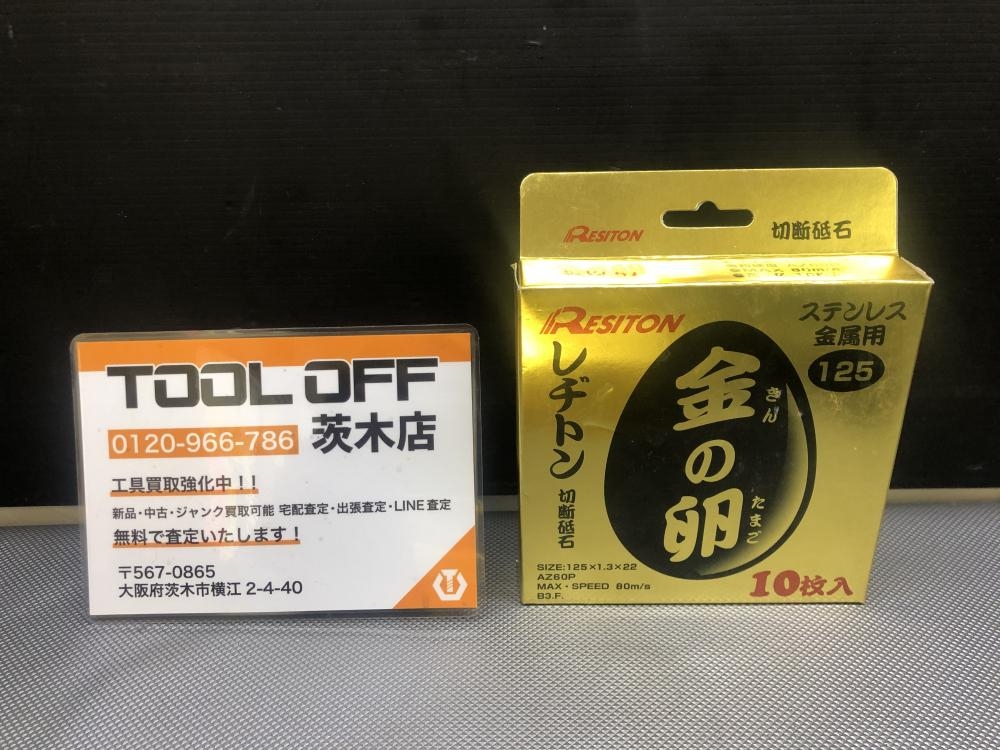 TOOL OFF
0120-966-786 茨木店
工具買取強化中!!
新品・中古・ジャンク買取可能 宅配査定・出張査定・LINE査定
無料で査定いたします!
〒567-0865
大阪府茨木市横江 2-4-40
RESITON 切断砥石
RESITON
レヂトン
切断砥石
ステンレス
金属用
125
金の卵
きん
たまご
SIZE:125×1.3×22
AZ60P
MAX・SPEED 80m/s
B3.F.
10枚入